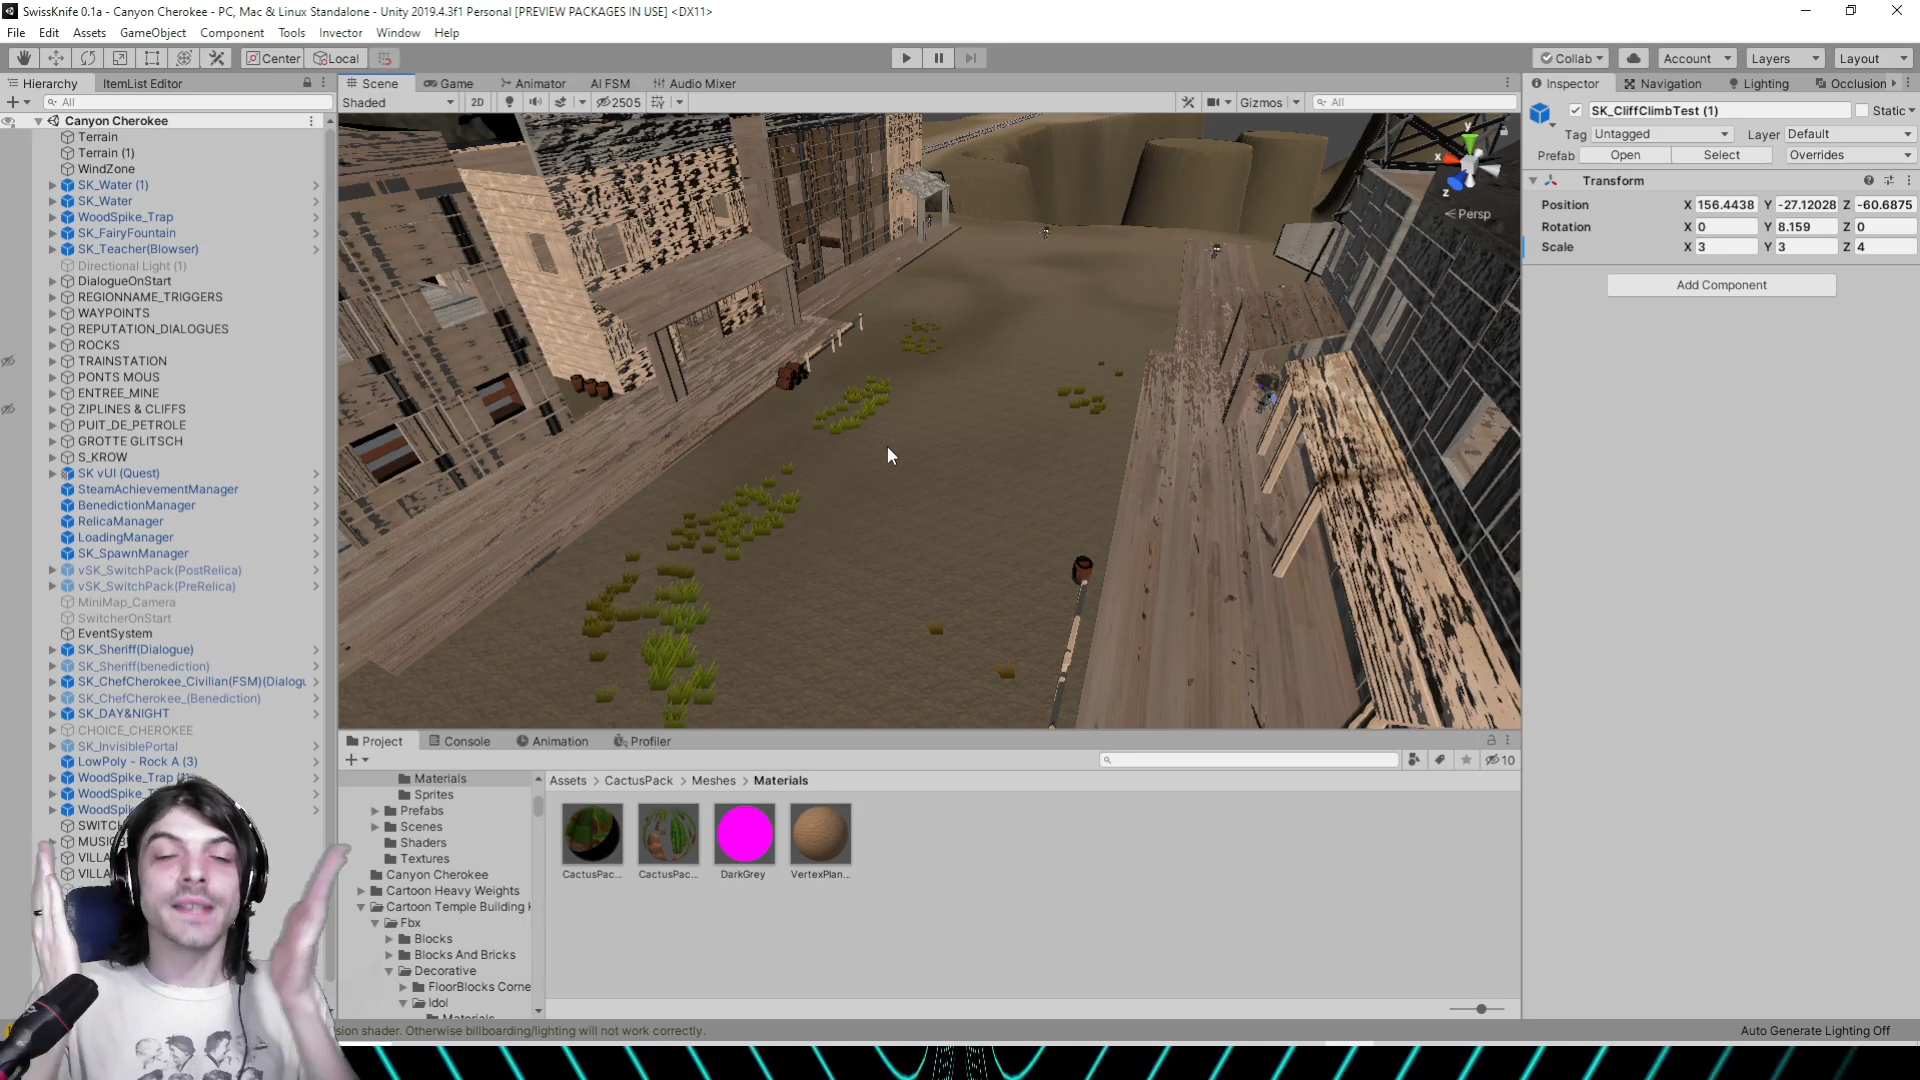 SwissKnife 0.1a - Canyon Cherokee - PC, Mac & Linux Standalone - Unity 2019.4.3f1 Personal [PREVIEW PACKAGES IN USE] <DX11>
File Edit Assets GameObject Component Tools Invector Window Help
Center Local Collab Account Layers Layout
Hierarchy ItemList Editor
All
Canyon Cherokee
Terrain
Terrain (1)
WindZone
SK_Water (1)
SK_Water
WoodSpike_Trap
SK_FairyFountain
SK_Teacher(Blowser)
Directional Light (1)
DialogueOnStart
REGIONNAME_TRIGGERS
WAYPOINTS
REPUTATION_DIALOGUES
ROCKS
TRAINSTATION
PONTS MOUS
ENTREE_MINE
ZIPLINES & CLIFFS
PUIT_DE_PETROLE
GROTTE GLITSCH
S_KROW
SK vUI (Quest)
SteamAchievementManager
BenedictionManager
RelicaManager
LoadingManager
SK_SpawnManager
vSK_SwitchPack(PostRelica)
vSK_SwitchPack(PreRelica)
MiniMap_Camera
SwitcherOnStart
EventSystem
SK_Sheriff(Dialogue)
SK_Sheriff(benediction)
SK_ChefCherokee_Civilian(FSM)(Dialogu
SK_ChefCherokee_(Benediction)
SK_DAY&NIGHT
CHOICE_CHEROKEE
SK_InvisiblePortal
LowPoly - Rock A (3)
WoodSpike_Trap
WoodSpike_T
WoodSpik
SWITCH
MUSIC
VILLA
VILLA
Scene Game Animator AI FSM Audio Mixer
Shaded 2D 2505 Gizmos All
y
x
z
Persp
Inspector Navigation Lighting Occlusion
SK_CliffClimbTest (1) Static
Tag Untagged Layer Default
Prefab Open Select Overrides
Transform
Position X 156.4438 Y -27.12028 Z -60.6875
Rotation X 0 Y 8.159 Z 0
Scale X 3 Y 3 Z 4
Add Component
Project Console Animation Profiler
10
Materials
Sprites
Prefabs
Scenes
Shaders
Textures
Canyon Cherokee
Cartoon Heavy Weights
Cartoon Temple Building
Fbx
Blocks
Blocks And Bricks
Decorative
FloorBlocks Corne
Idol
Materials
Assets > CactusPack > Meshes > Materials
CactusPac... CactusPac... DarkGrey VertexPlan...
sion shader. Otherwise billboarding/lighting will not work correctly.
Auto Generate Lighting Off